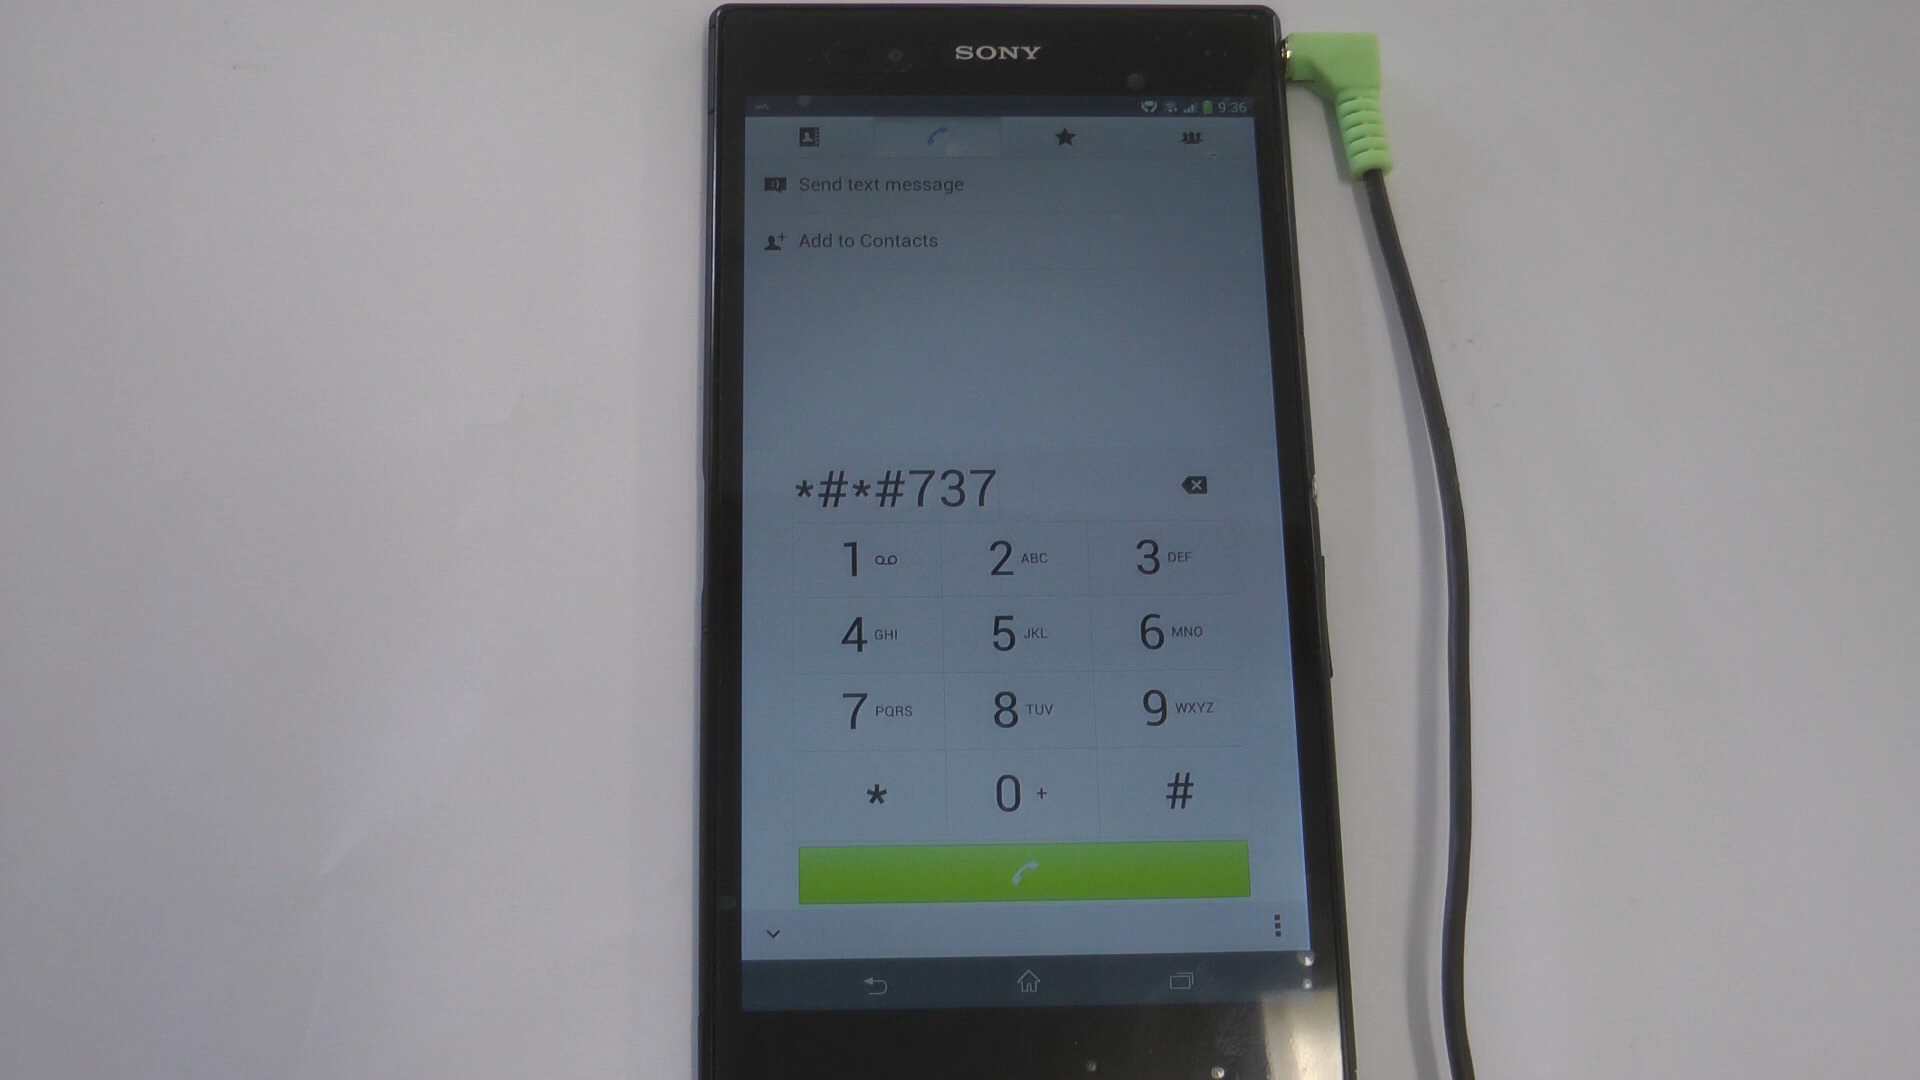 SONY
9:36
Send text message
Add to Contacts
*#*#737
1 2 ABC 3 DEF
4 GHI 5 JKL 6 MNO
7 PQRS 8 TUV 9 WXYZ
* 0 + #